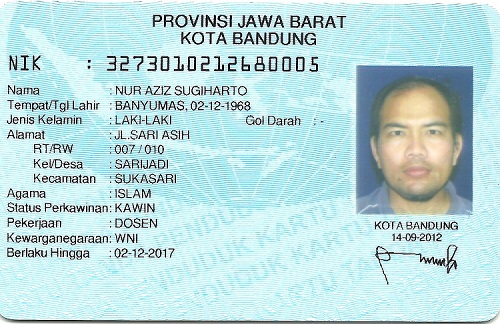 PROVINSI JAWA BARAT
KOTA BANDUNG
NIK : 3273010212680005
Nama : NUR AZIZ SUGIHARTO
Tempat/Tgl Lahir : BANYUMAS, 02-12-1968
Jenis Kelamin : LAKI-LAKI Gol Darah : -
Alamat : JL.SARI ASIH
RT/RW : 007 / 010
Kel/Desa : SARIJADI
Kecamatan : SUKASARI
Agama : ISLAM
Status Perkawinan: KAWIN
Pekerjaan : DOSEN
Kewarganegaraan: WNI
Berlaku Hingga : 02-12-2017
KOTA BANDUNG
14-09-2012